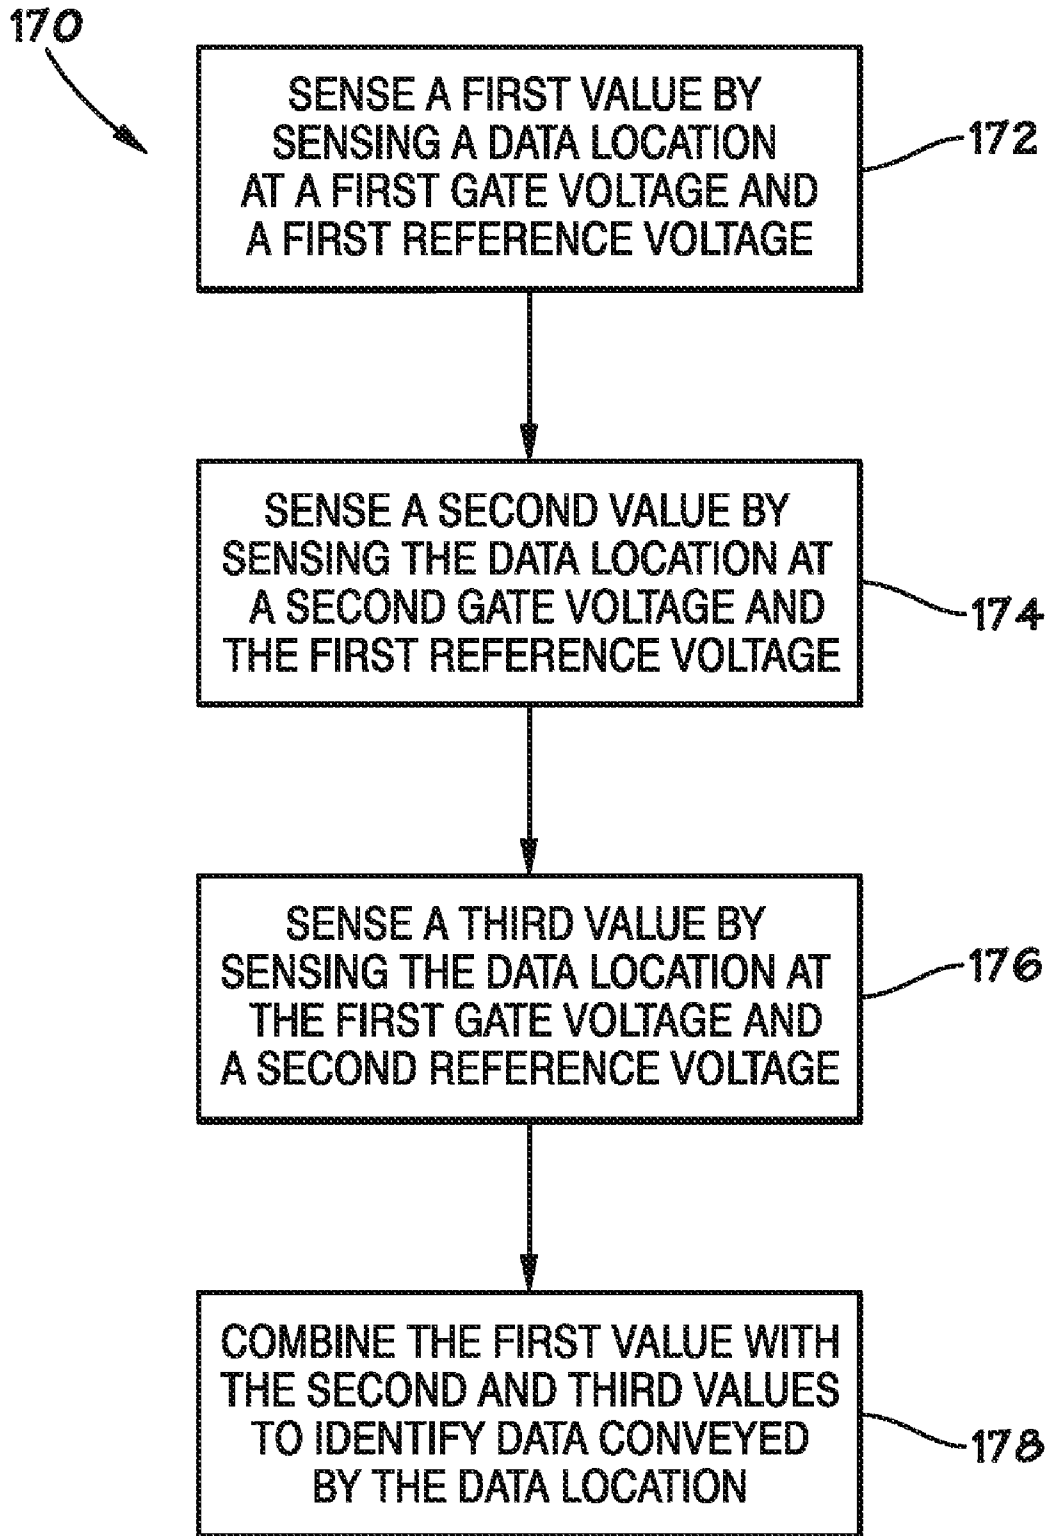 170
SENSE A FIRST VALUE BY
SENSING A DATA LOCATION
AT A FIRST GATE VOLTAGE AND
A FIRST REFERENCE VOLTAGE
172
SENSE A SECOND VALUE BY
SENSING THE DATA LOCATION AT
A SECOND GATE VOLTAGE AND
THE FIRST REFERENCE VOLTAGE
174
SENSE A THIRD VALUE BY
SENSING THE DATA LOCATION AT
THE FIRST GATE VOLTAGE AND
A SECOND REFERENCE VOLTAGE
176
COMBINE THE FIRST VALUE WITH
THE SECOND AND THIRD VALUES
TO IDENTIFY DATA CONVEYED
BY THE DATA LOCATION
178